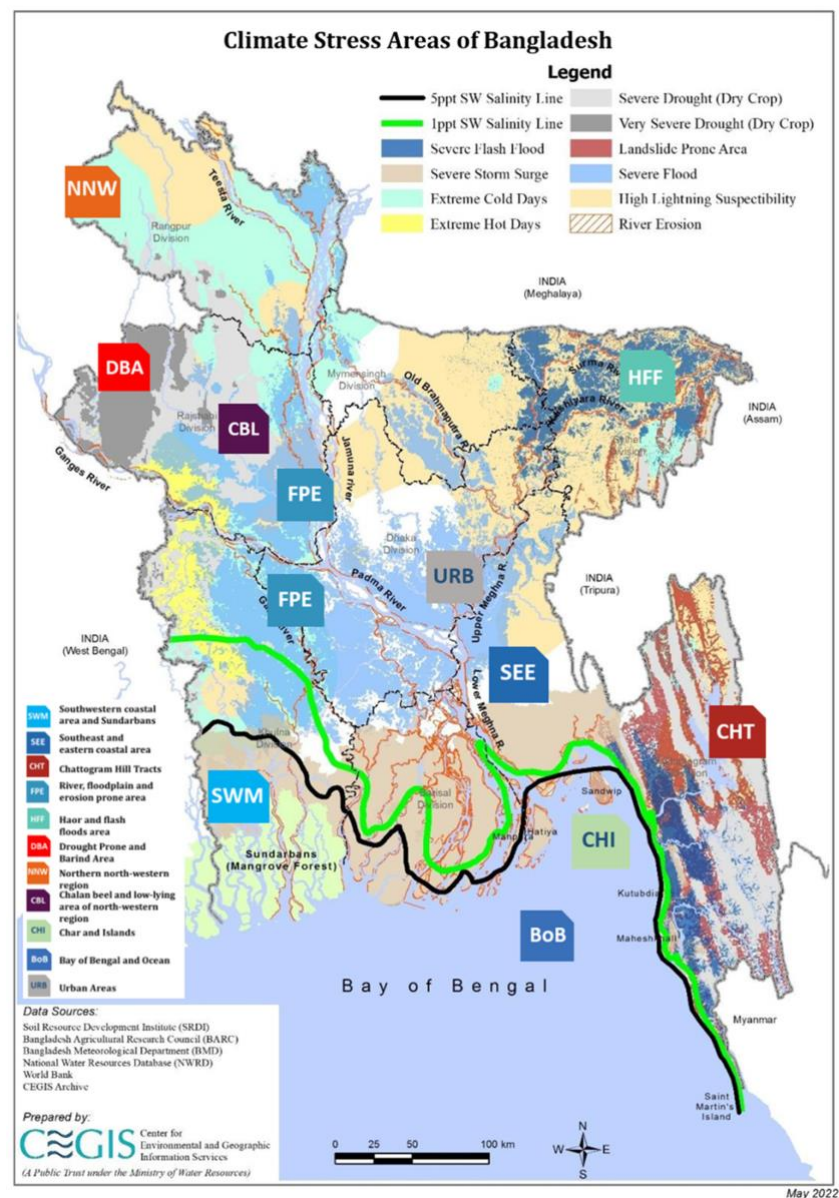 Climate Stress Areas of Bangladesh
Legend
5ppt SW Salinity Line
1ppt SW Salinity Line
Severe Flash Flood
Severe Storm Surge
Extreme Cold Days
Extreme Hot Days
Severe Drought (Dry Crop)
Very Severe Drought (Dry Crop)
Landslide Prone Area
Severe Flood
High Lightning Suspectibility
River Erosion
NNW
Teesta River
Rangpur
Division
INDIA
(Meghalaya)
DBA
Mymensingh
Division
Old Brahmaputra R.
Surma
HFF
River
INDIA
(Assam)
Division
CBL
Ganges River
Jamuna river
FPE
Dhaka
Division
URB
Padma River
FPE
Upper Meghna R.
INDIA
(Tripura)
INDIA
(West Bengal)
SEE
Lower Meghna R.
CHT
Division
SWM
Division
Sandwip
Hatiya
CHI
Sundarbans
(Mangrove Forest)
Kutubdia
BoB
Bay of Bengal
Myanmar
Saint
Martin's
Island
SWM Southwestern coastal
area and Sundarbans
SEE Southeast and
eastern coastal area
CHT Chattogram Hill Tracts
FPE River, floodplain and
erosion prone area
HFF Haor and flash
floods area
DBA Drought Prone and
Barind Area
NNW Northern north-western
region
CBL Chalan beel and low-lying
area of north-western
region
CHI Char and Islands
BoB Bay of Bengal and Ocean
URB Urban Areas
Data Sources:
Soil Resource Development Institute (SRDI)
Bangladesh Agricultural Research Council (BARC)
Bangladesh Meteorological Department (BMD)
National Water Resources Database (NWRD)
World Bank
CEGIS Archive
Prepared by:
CEGIS
Center for
Environmental and Geographic
Information Services
(A Public Trust under the Ministry of Water Resources)
0 25 50 100 km
N
W E
S
May 2022